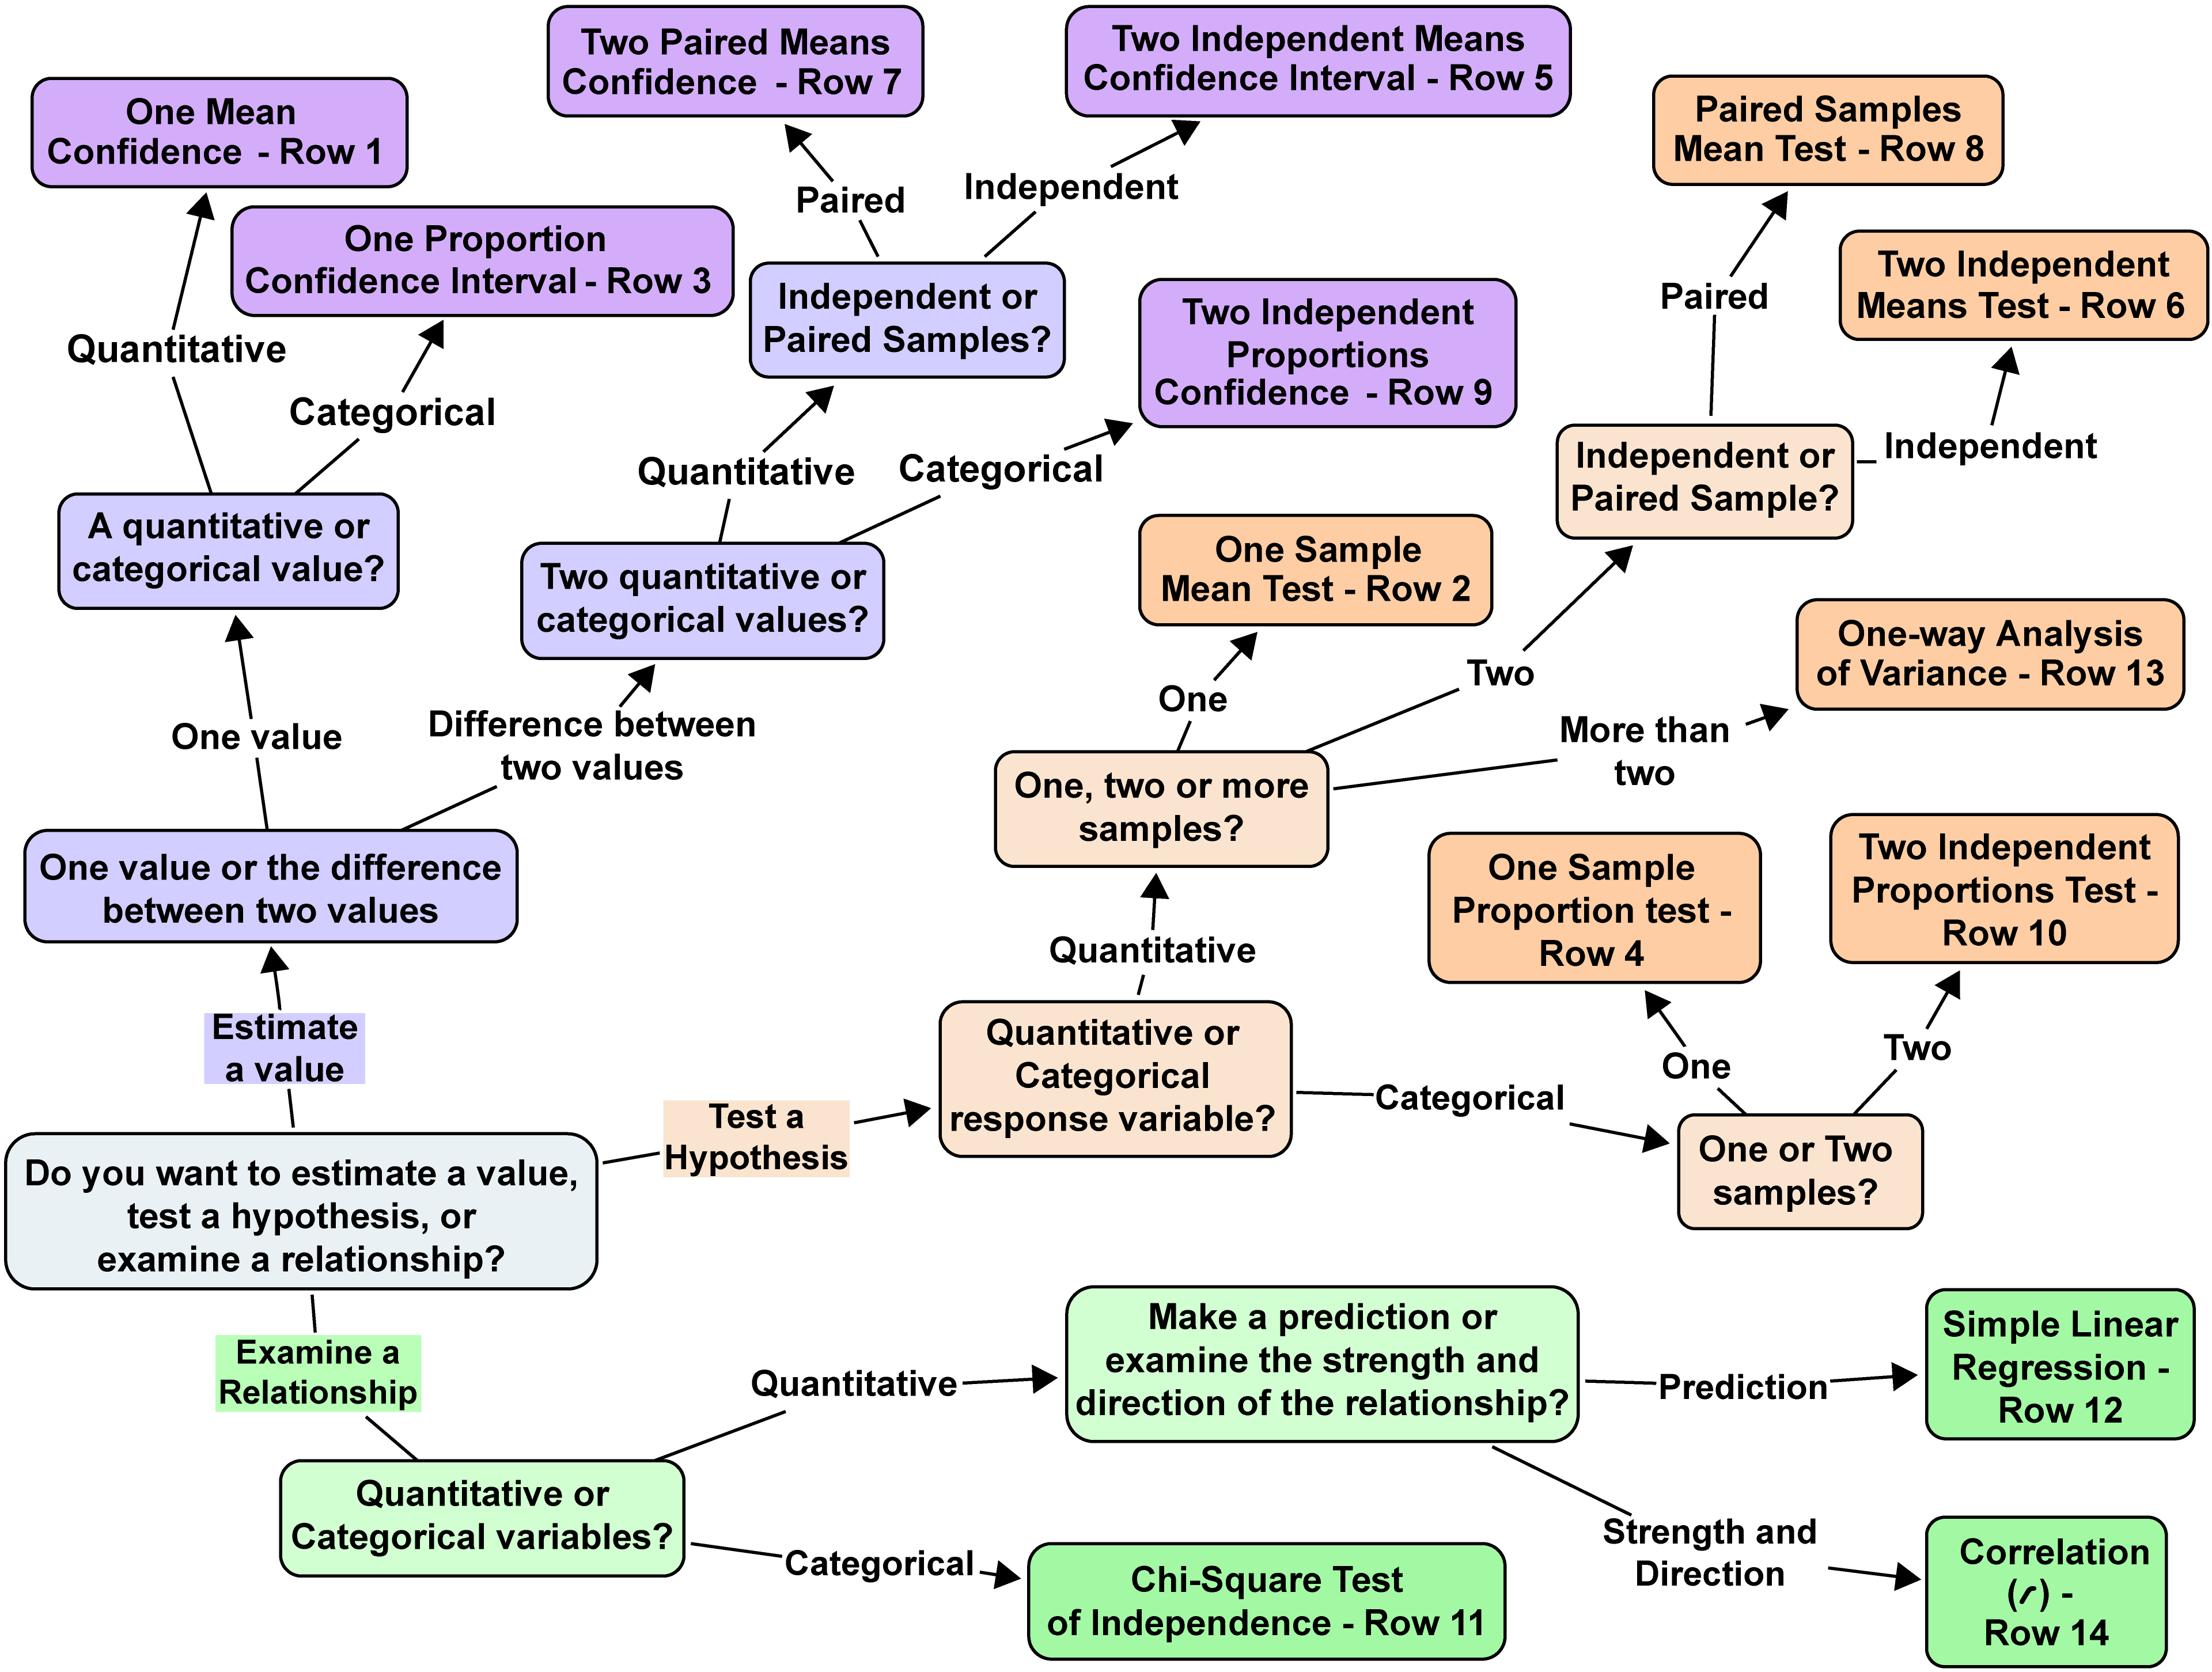 Two Paired Means
Confidence - Row 7
Two Independent Means
Confidence Interval - Row 5
One Mean
Confidence - Row 1
Paired Samples
Mean Test - Row 8
One Proportion
Confidence Interval - Row 3
Paired
Independent
Independent or
Paired Samples?
Two Independent
Proportions
Confidence - Row 9
Paired
Two Independent
Means Test - Row 6
Quantitative
Categorical
Quantitative
Categorical
Independent or
Paired Sample?
Independent
A quantitative or
categorical value?
Two quantitative or
categorical values?
One Sample
Mean Test - Row 2
One-way Analysis
of Variance - Row 13
One value
Difference between
two values
One
Two
More than
two
One, two or more
samples?
One value or the difference
between two values
One Sample
Proportion test -
Row 4
Two Independent
Proportions Test -
Row 10
Quantitative
Estimate
a value
Quantitative or
Categorical
response variable?
One
Two
Categorical
Test a
Hypothesis
One or Two
samples?
Do you want to estimate a value,
test a hypothesis, or
examine a relationship?
Examine a
Relationship
Quantitative
Make a prediction or
examine the strength and
direction of the relationship?
Prediction
Simple Linear
Regression -
Row 12
Quantitative or
Categorical variables?
Categorical
Chi-Square Test
of Independence - Row 11
Strength and
Direction
Correlation
(r) -
Row 14